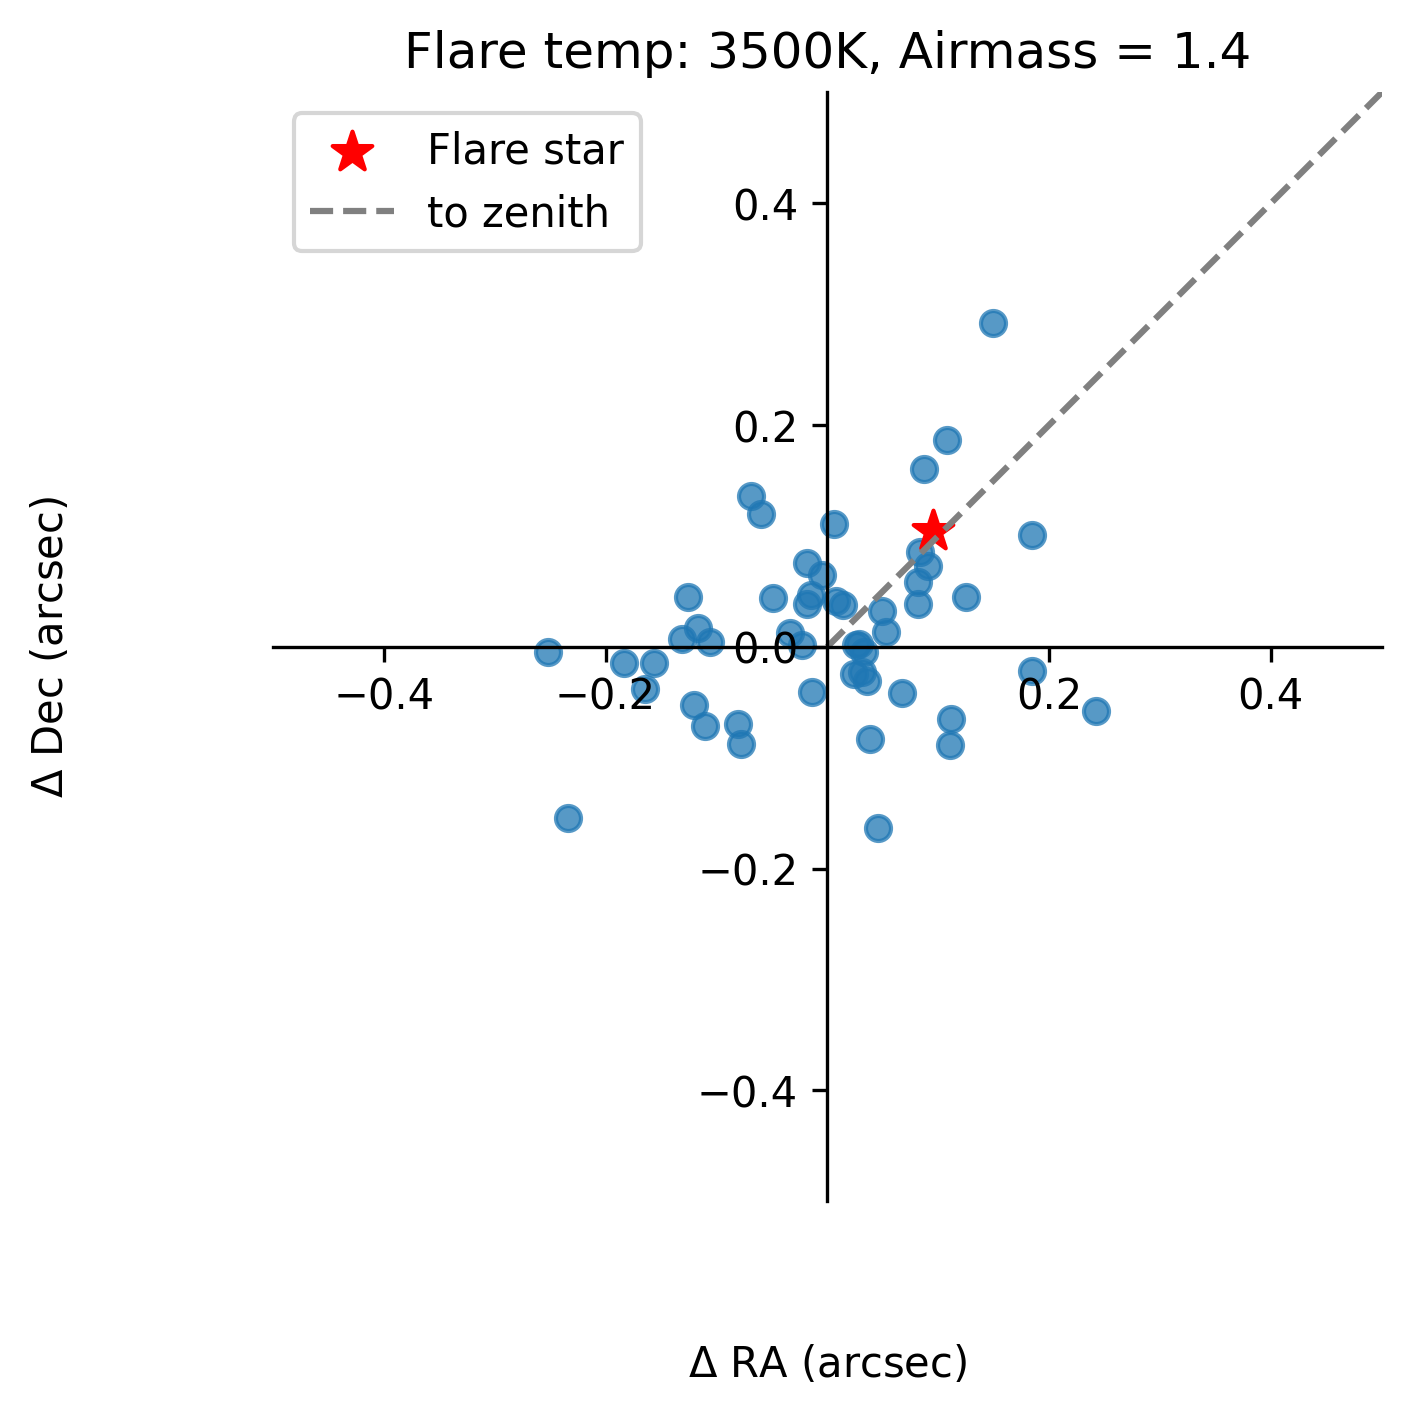 Flare temp: 3500K, Airmass = 1.4
Flare star
to zenith
0.4
0.2
0.0
−0.2
−0.4
−0.4
−0.2
0.2
0.4
Δ Dec (arcsec)
Δ RA (arcsec)